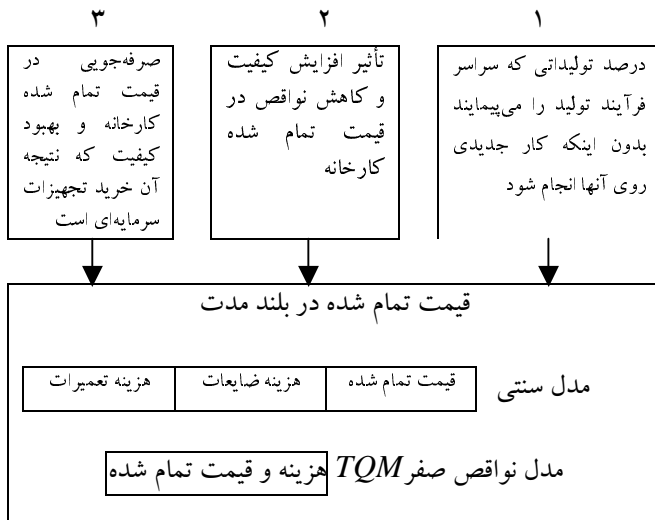 ۱
درصد تولیداتی که سراسر
فرآیند تولید را می‌پیمایند
بدون اینکه کار جدیدی
روی آنها انجام شود
۲
تأثیر افزایش کیفیت
و کاهش نواقص در
قیمت تمام شده
کارخانه
۳
صرفه‌جویی در
قیمت تمام شده
کارخانه و بهبود
کیفیت که نتیجه
آن خرید تجهیزات
سرمایه‌ای است
قیمت تمام شده در بلند مدت
مدل سنتی قیمت تمام شده هزینه ضایعات هزینه تعمیرات
مدل نواقص صفر TQM هزینه و قیمت تمام شده